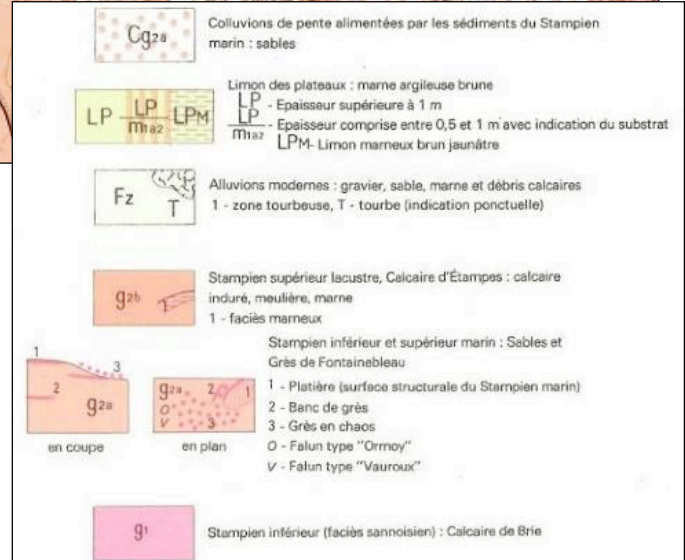 Cg2a
Colluvions de pente alimentées par les sédiments du Stampien
marin : sables
Limon des plateaux : marne argileuse brune
LP LP LPM
m1a2
LP - Epaisseur supérieure à 1 m
LP
m1a2 - Epaisseur comprise entre 0,5 et 1 m avec indication du substrat
LPM- Limon marneux brun jaunâtre
Fz
T
Alluvions modernes : gravier, sable, marne et débris calcaires
1 - zone tourbeuse, T - tourbe (indication ponctuelle)
g2b
1
Stampien supérieur lacustre, Calcaire d'Étampes : calcaire
induré, meulière, marne
1 - faciès marneux
Stampien inférieur et supérieur marin : Sables et
Grès de Fontainebleau
1
3
2
g2a
en coupe
g2a
2
1
O
V
3
en plan
1 - Platière (surface structurale du Stampien marin)
2 - Banc de grès
3 - Grès en chaos
O - Falun type "Ormoy"
V - Falun type "Vauroux"
g1
Stampien inférieur (faciès sannoisien) : Calcaire de Brie